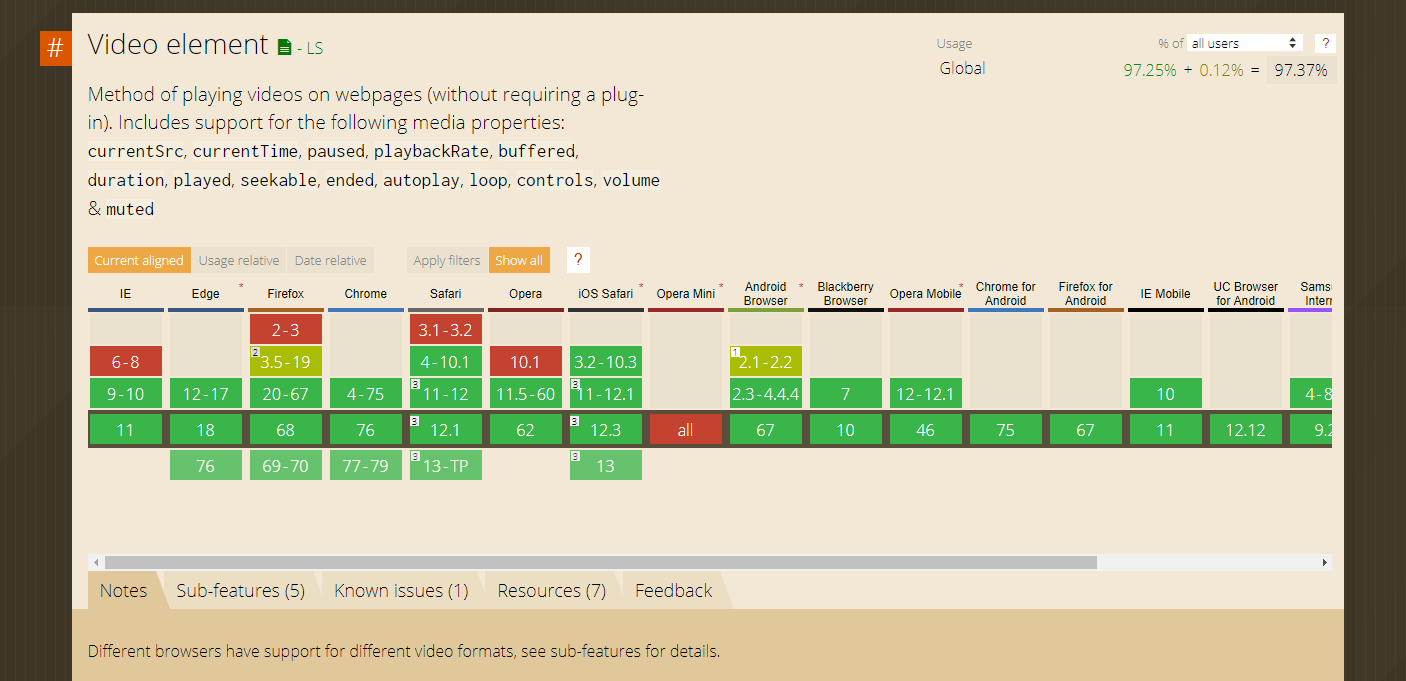 # Video element - LS
Usage % of all users ?
Global 97.25% + 0.12% = 97.37%
Method of playing videos on webpages (without requiring a plug-
in). Includes support for the following media properties:
currentSrc, currentTime, paused, playbackRate, buffered,
duration, played, seekable, ended, autoplay, loop, controls, volume
& muted
Current aligned Usage relative Date relative Apply filters Show all ?
IE Edge * Firefox Chrome Safari Opera iOS Safari * Opera Mini * Android Browser * Blackberry Browser Opera Mobile * Chrome for Android Firefox for Android IE Mobile UC Browser for Android Sams Interr
2-3 3.1-3.2
6-8 2 3.5-19 4-10.1 10.1 3.2-10.3 1 2.1-2.2
9-10 12-17 20-67 4-75 3 11-12 11.5-60 3 11-12.1 2.3-4.4.4 7 12-12.1 10 4-8
11 18 68 76 3 12.1 62 3 12.3 all 67 10 46 75 67 11 12.12 9.2
76 69-70 77-79 3 13-TP 3 13
Notes Sub-features (5) Known issues (1) Resources (7) Feedback
Different browsers have support for different video formats, see sub-features for details.